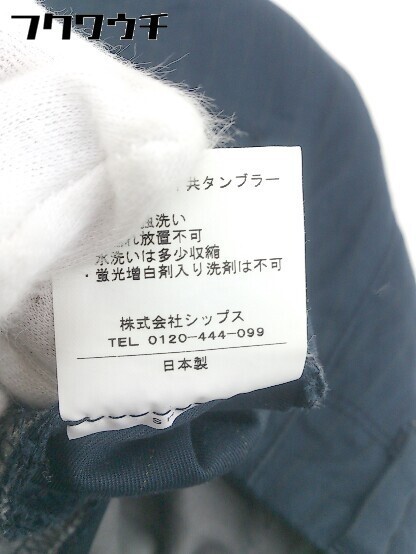 フクワウチ
共タンブラー
洗い
放置不可
水洗いは多少収縮
・蛍光増白剤入り洗剤は不可
株式会社シップス
TEL 0120-444-099
日本製